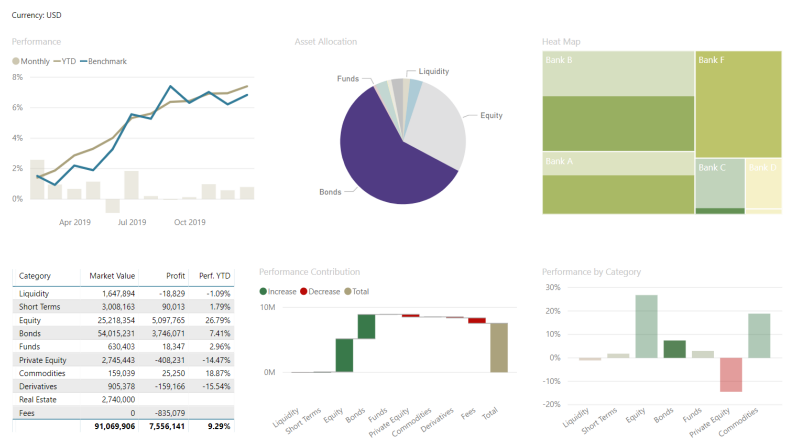 Currency: USD
Performance
Monthly YTD Benchmark
8%
6%
4%
2%
0%
Apr 2019 Jul 2019 Oct 2019
Asset Allocation
Liquidity
Funds
Equity
Bonds
Heat Map
Bank B
Bank F
Bank A
Bank C
Bank D
Category Market Value Profit Perf. YTD
Liquidity 1,647,894 -18,829 -1.09%
Short Terms 3,008,163 90,013 1.79%
Equity 25,218,354 5,097,765 26.79%
Bonds 54,015,231 3,746,071 7.41%
Funds 630,403 18,347 2.96%
Private Equity 2,745,443 -408,231 -14.47%
Commodities 159,039 25,250 18.87%
Derivatives 905,378 -159,166 -15.54%
Real Estate 2,740,000
Fees 0 -835,079
91,069,906 7,556,141 9.29%
Performance Contribution
Increase Decrease Total
10M
0M
Liquidity Short Terms Equity Bonds Funds Private Equity Commodities Derivatives Fees Total
Performance by Category
30%
20%
10%
0%
-10%
-20%
Liquidity Short Terms Equity Bonds Funds Private Equity Commodities